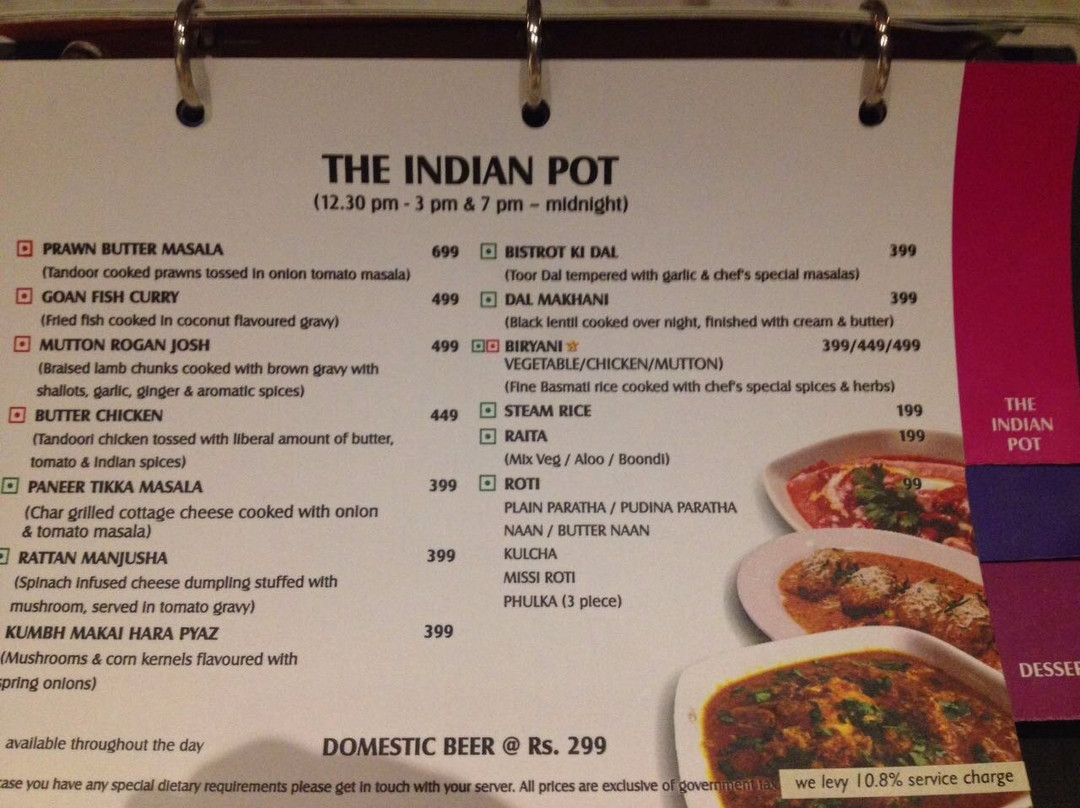 THE INDIAN POT
(12.30 pm - 3 pm & 7 pm – midnight)
PRAWN BUTTER MASALA 699
(Tandoor cooked prawns tossed in onion tomato masala)
GOAN FISH CURRY 499
(Fried fish cooked in coconut flavoured gravy)
MUTTON ROGAN JOSH 499
(Braised lamb chunks cooked with brown gravy with
shallots, garlic, ginger & aromatic spices)
BUTTER CHICKEN 449
(Tandoori chicken tossed with liberal amount of butter,
tomato & Indian spices)
PANEER TIKKA MASALA 399
(Char grilled cottage cheese cooked with onion
& tomato masala)
RATTAN MANJUSHA 399
(Spinach infused cheese dumpling stuffed with
mushroom, served in tomato gravy)
KUMBH MAKAI HARA PYAZ 399
(Mushrooms & corn kernels flavoured with
spring onions)
BISTROT KI DAL 399
(Toor Dal tempered with garlic & chef's special masalas)
DAL MAKHANI 399
(Black lentil cooked over night, finished with cream & butter)
BIRYANI 399/449/499
VEGETABLE/CHICKEN/MUTTON)
(Fine Basmati rice cooked with chef's special spices & herbs)
STEAM RICE 199
RAITA 199
(Mix Veg / Aloo / Boondi)
ROTI 99
PLAIN PARATHA / PUDINA PARATHA
NAAN / BUTTER NAAN
KULCHA
MISSI ROTI
PHULKA (3 piece)
available throughout the day
DOMESTIC BEER @ Rs. 299
ase you have any special dietary requirements please get in touch with your server. All prices are exclusive of government tax
we levy 10.8% service charge
THE
INDIAN
POT
DESSER